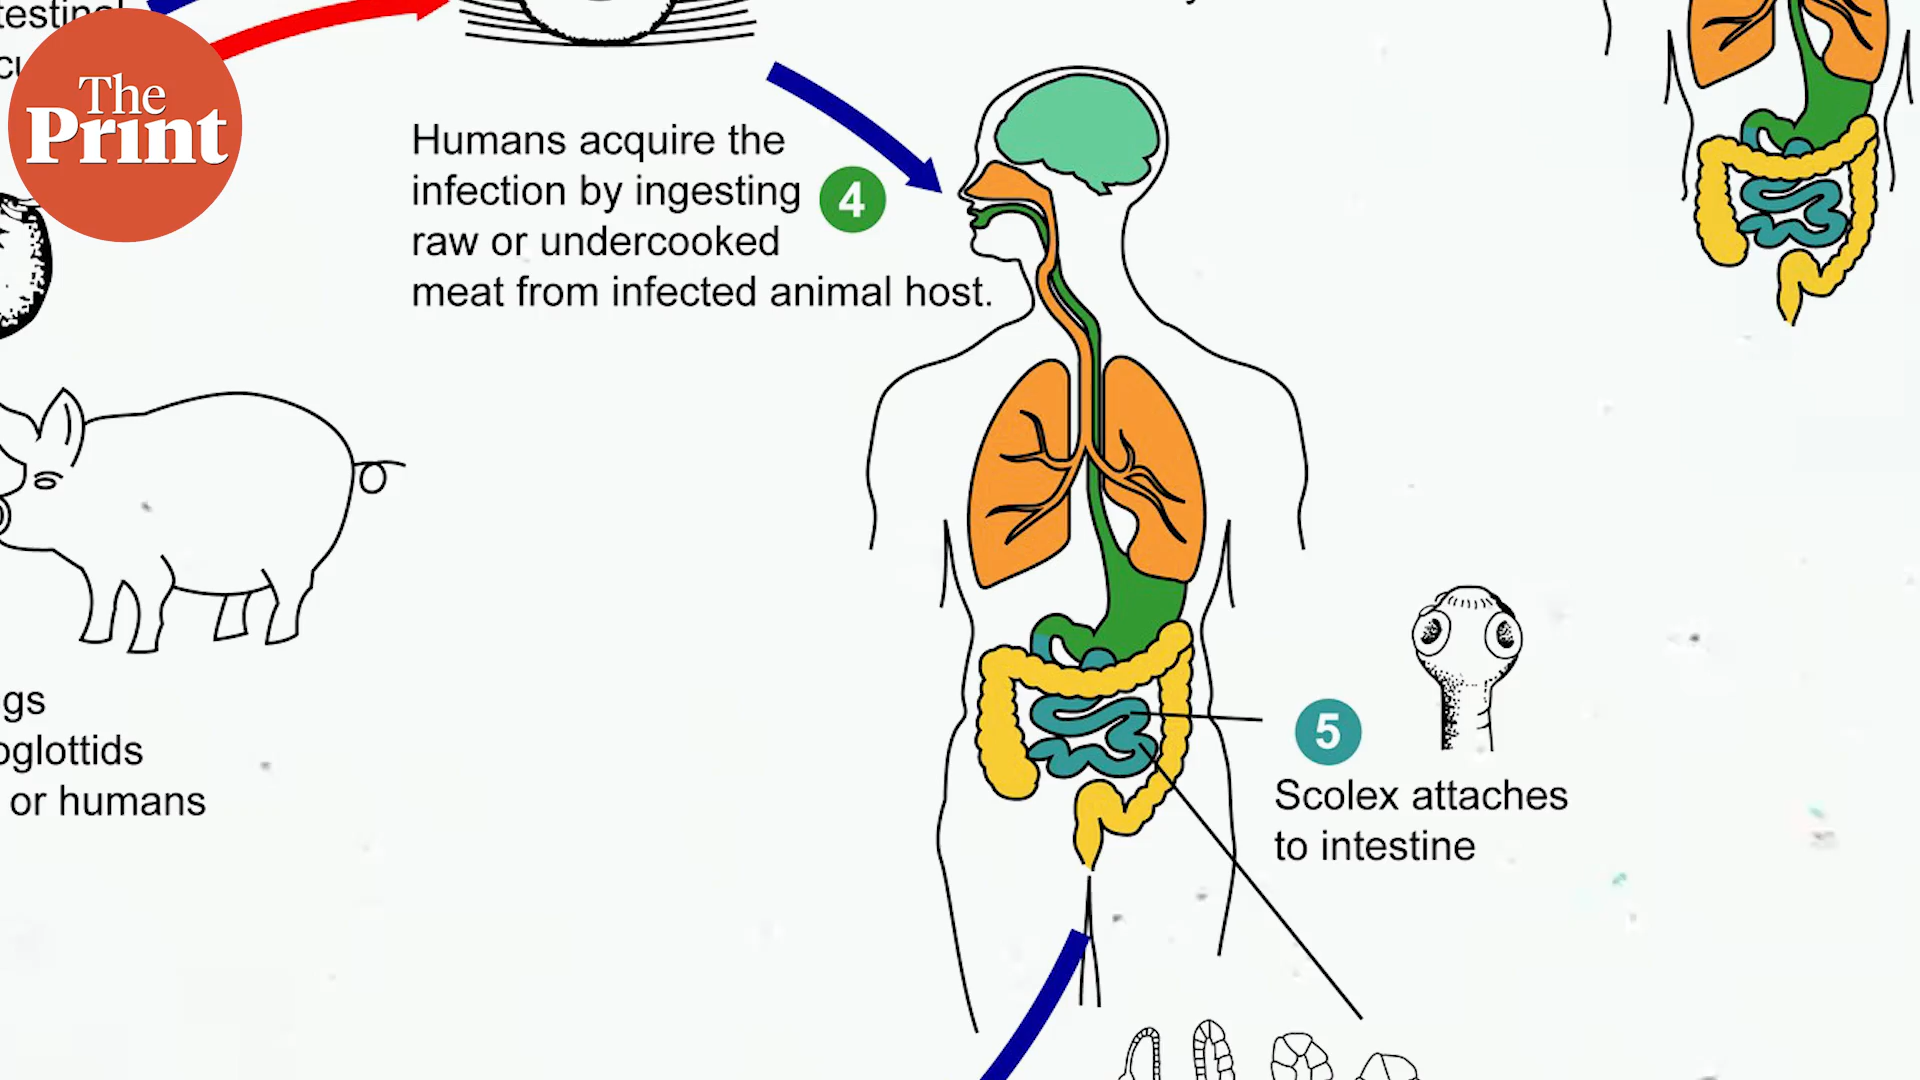 The
Print
Humans acquire the
infection by ingesting
raw or undercooked
meat from infected animal host.
4
5
Scolex attaches
to intestine
or humans